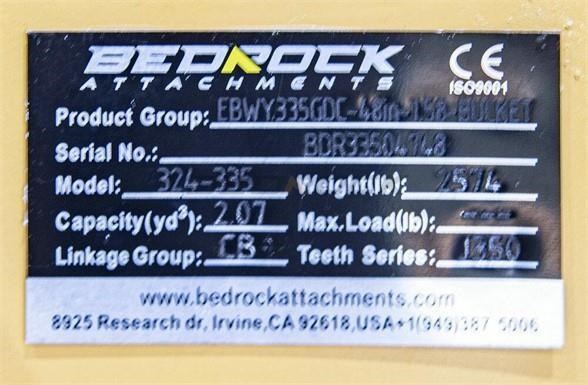 BEDROCK CE
ATTACHMENTS ISO9001
Product Group: EBWY335GDC-48in-1.58-BULKET
Serial No.: BDR33504748
Model: 324-335 Weight(lb): 2574
Capacity(yd³): 2.07 Max.Load(lb): ---
Linkage Group: CB Teeth Series: J350
www.bedrockattachments.com
8925 Research dr, Irvine,CA 92618,USA+1(949)387 5006